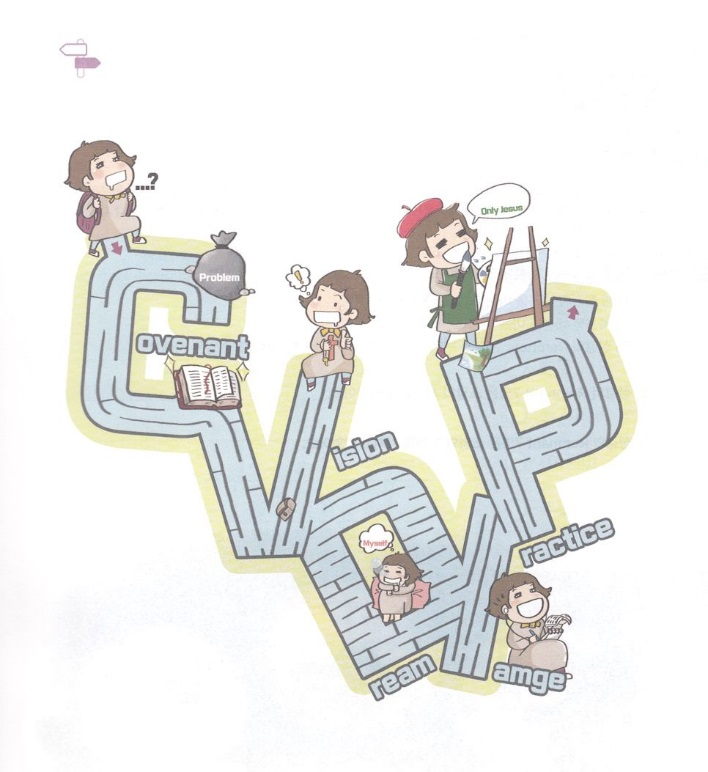 ...?
Problem
ovenant
Only Jesus
ision
Myself
ractice
ream
amge